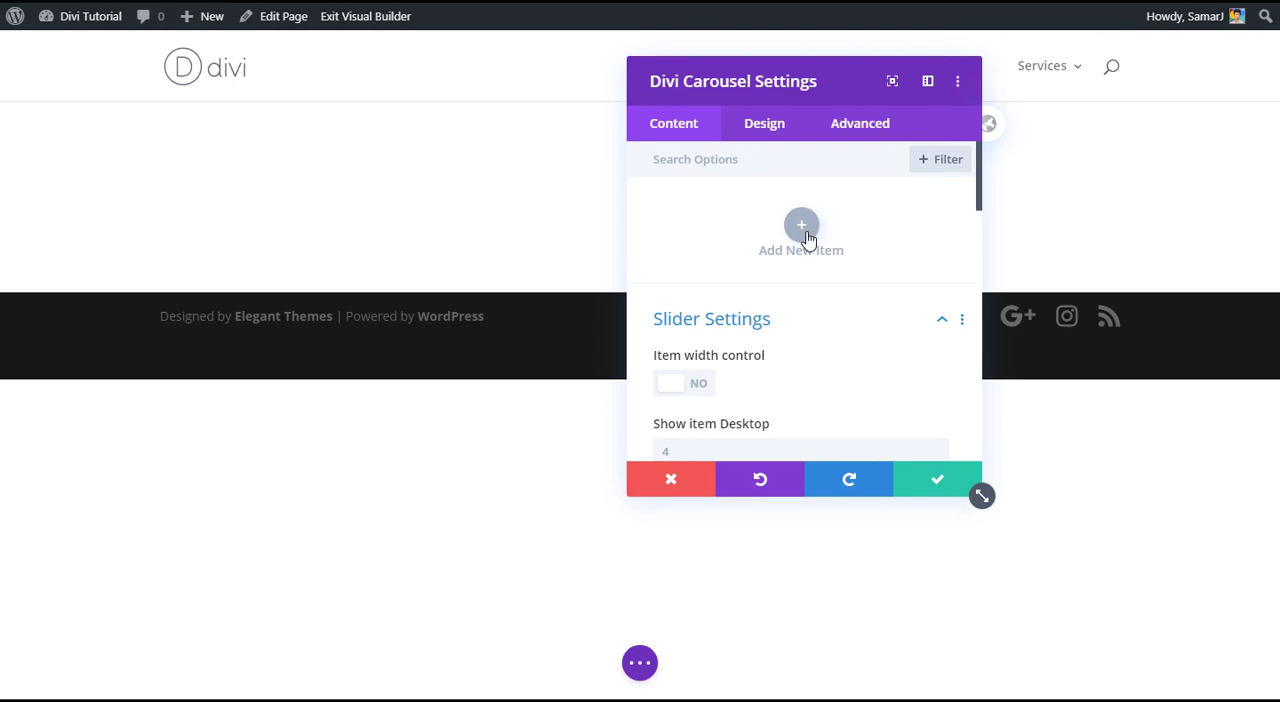 Divi Tutorial 0 New Edit Page Exit Visual Builder Howdy, SamarJ
D divi
Services
Divi Carousel Settings
Content Design Advanced
Search Options + Filter
+
Add New Item
Designed by Elegant Themes | Powered by WordPress
G+
Slider Settings
Item width control
NO
Show item Desktop
4